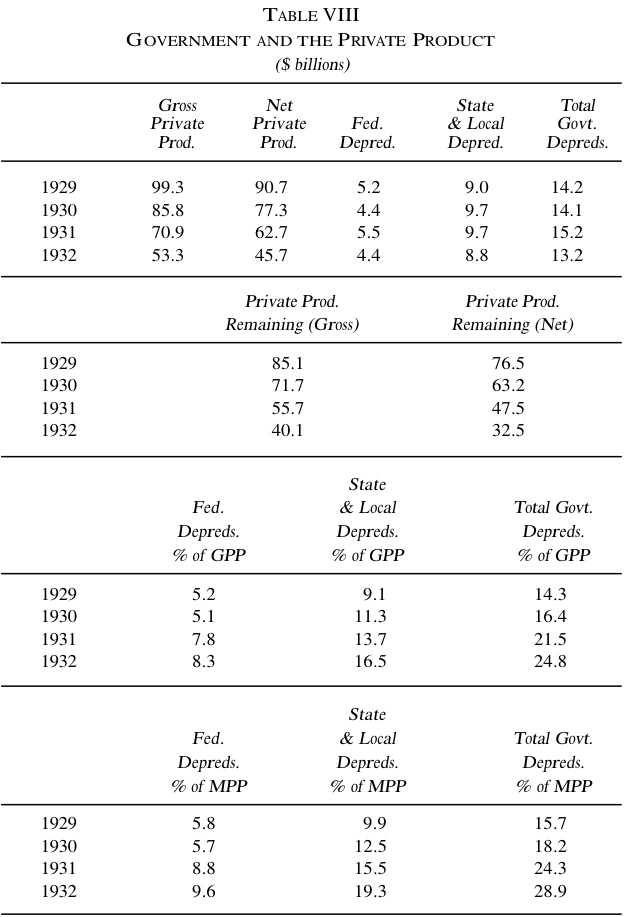 TABLE VIII
GOVERNMENT AND THE PRIVATE PRODUCT
($ billions)
Gross Net State Total
Private Private Fed. & Local Govt.
Prod. Prod. Depred. Depred. Depreds.
1929 99.3 90.7 5.2 9.0 14.2
1930 85.8 77.3 4.4 9.7 14.1
1931 70.9 62.7 5.5 9.7 15.2
1932 53.3 45.7 4.4 8.8 13.2
Private Prod. Private Prod.
Remaining (Gross) Remaining (Net)
1929 85.1 76.5
1930 71.7 63.2
1931 55.7 47.5
1932 40.1 32.5
State
Fed. & Local Total Govt.
Depreds. Depreds. Depreds.
% of GPP % of GPP % of GPP
1929 5.2 9.1 14.3
1930 5.1 11.3 16.4
1931 7.8 13.7 21.5
1932 8.3 16.5 24.8
State
Fed. & Local Total Govt.
Depreds. Depreds. Depreds.
% of MPP % of MPP % of MPP
1929 5.8 9.9 15.7
1930 5.7 12.5 18.2
1931 8.8 15.5 24.3
1932 9.6 19.3 28.9